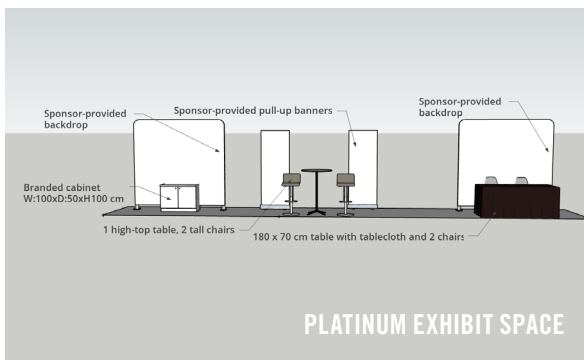 Sponsor-provided
backdrop
Sponsor-provided pull-up banners
Sponsor-provided
backdrop
Branded cabinet
W:100xD:50xH100 cm
1 high-top table, 2 tall chairs
180 x 70 cm table with tablecloth and 2 chairs
PLATINUM EXHIBIT SPACE